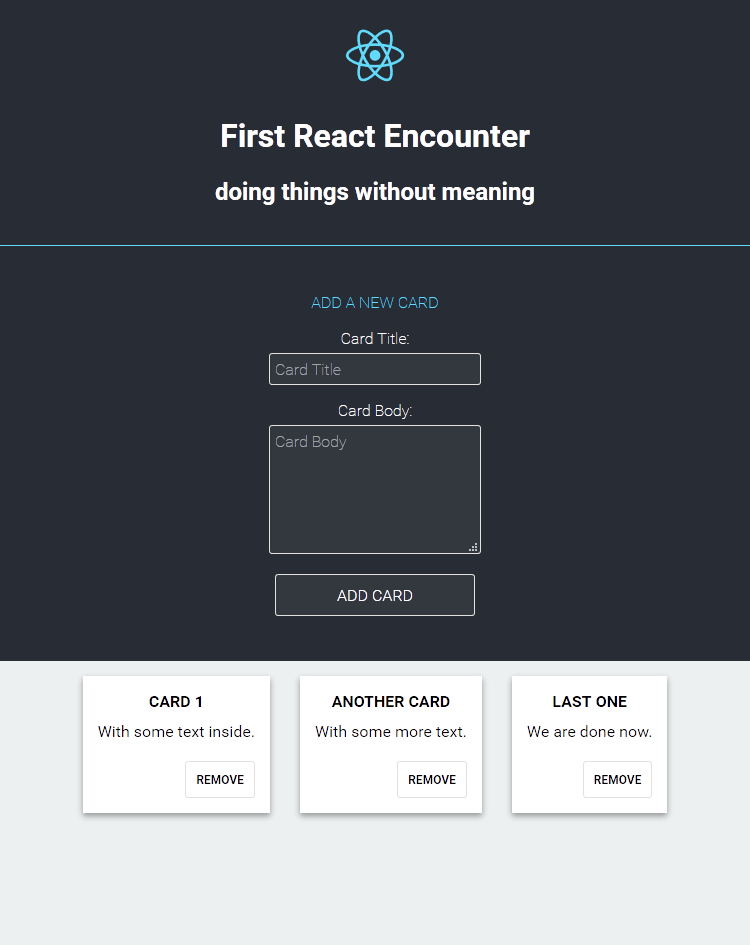 First React Encounter
doing things without meaning
ADD A NEW CARD
Card Title:
Card Title
Card Body:
Card Body
ADD CARD
CARD 1
With some text inside.
REMOVE
ANOTHER CARD
With some more text.
REMOVE
LAST ONE
We are done now.
REMOVE